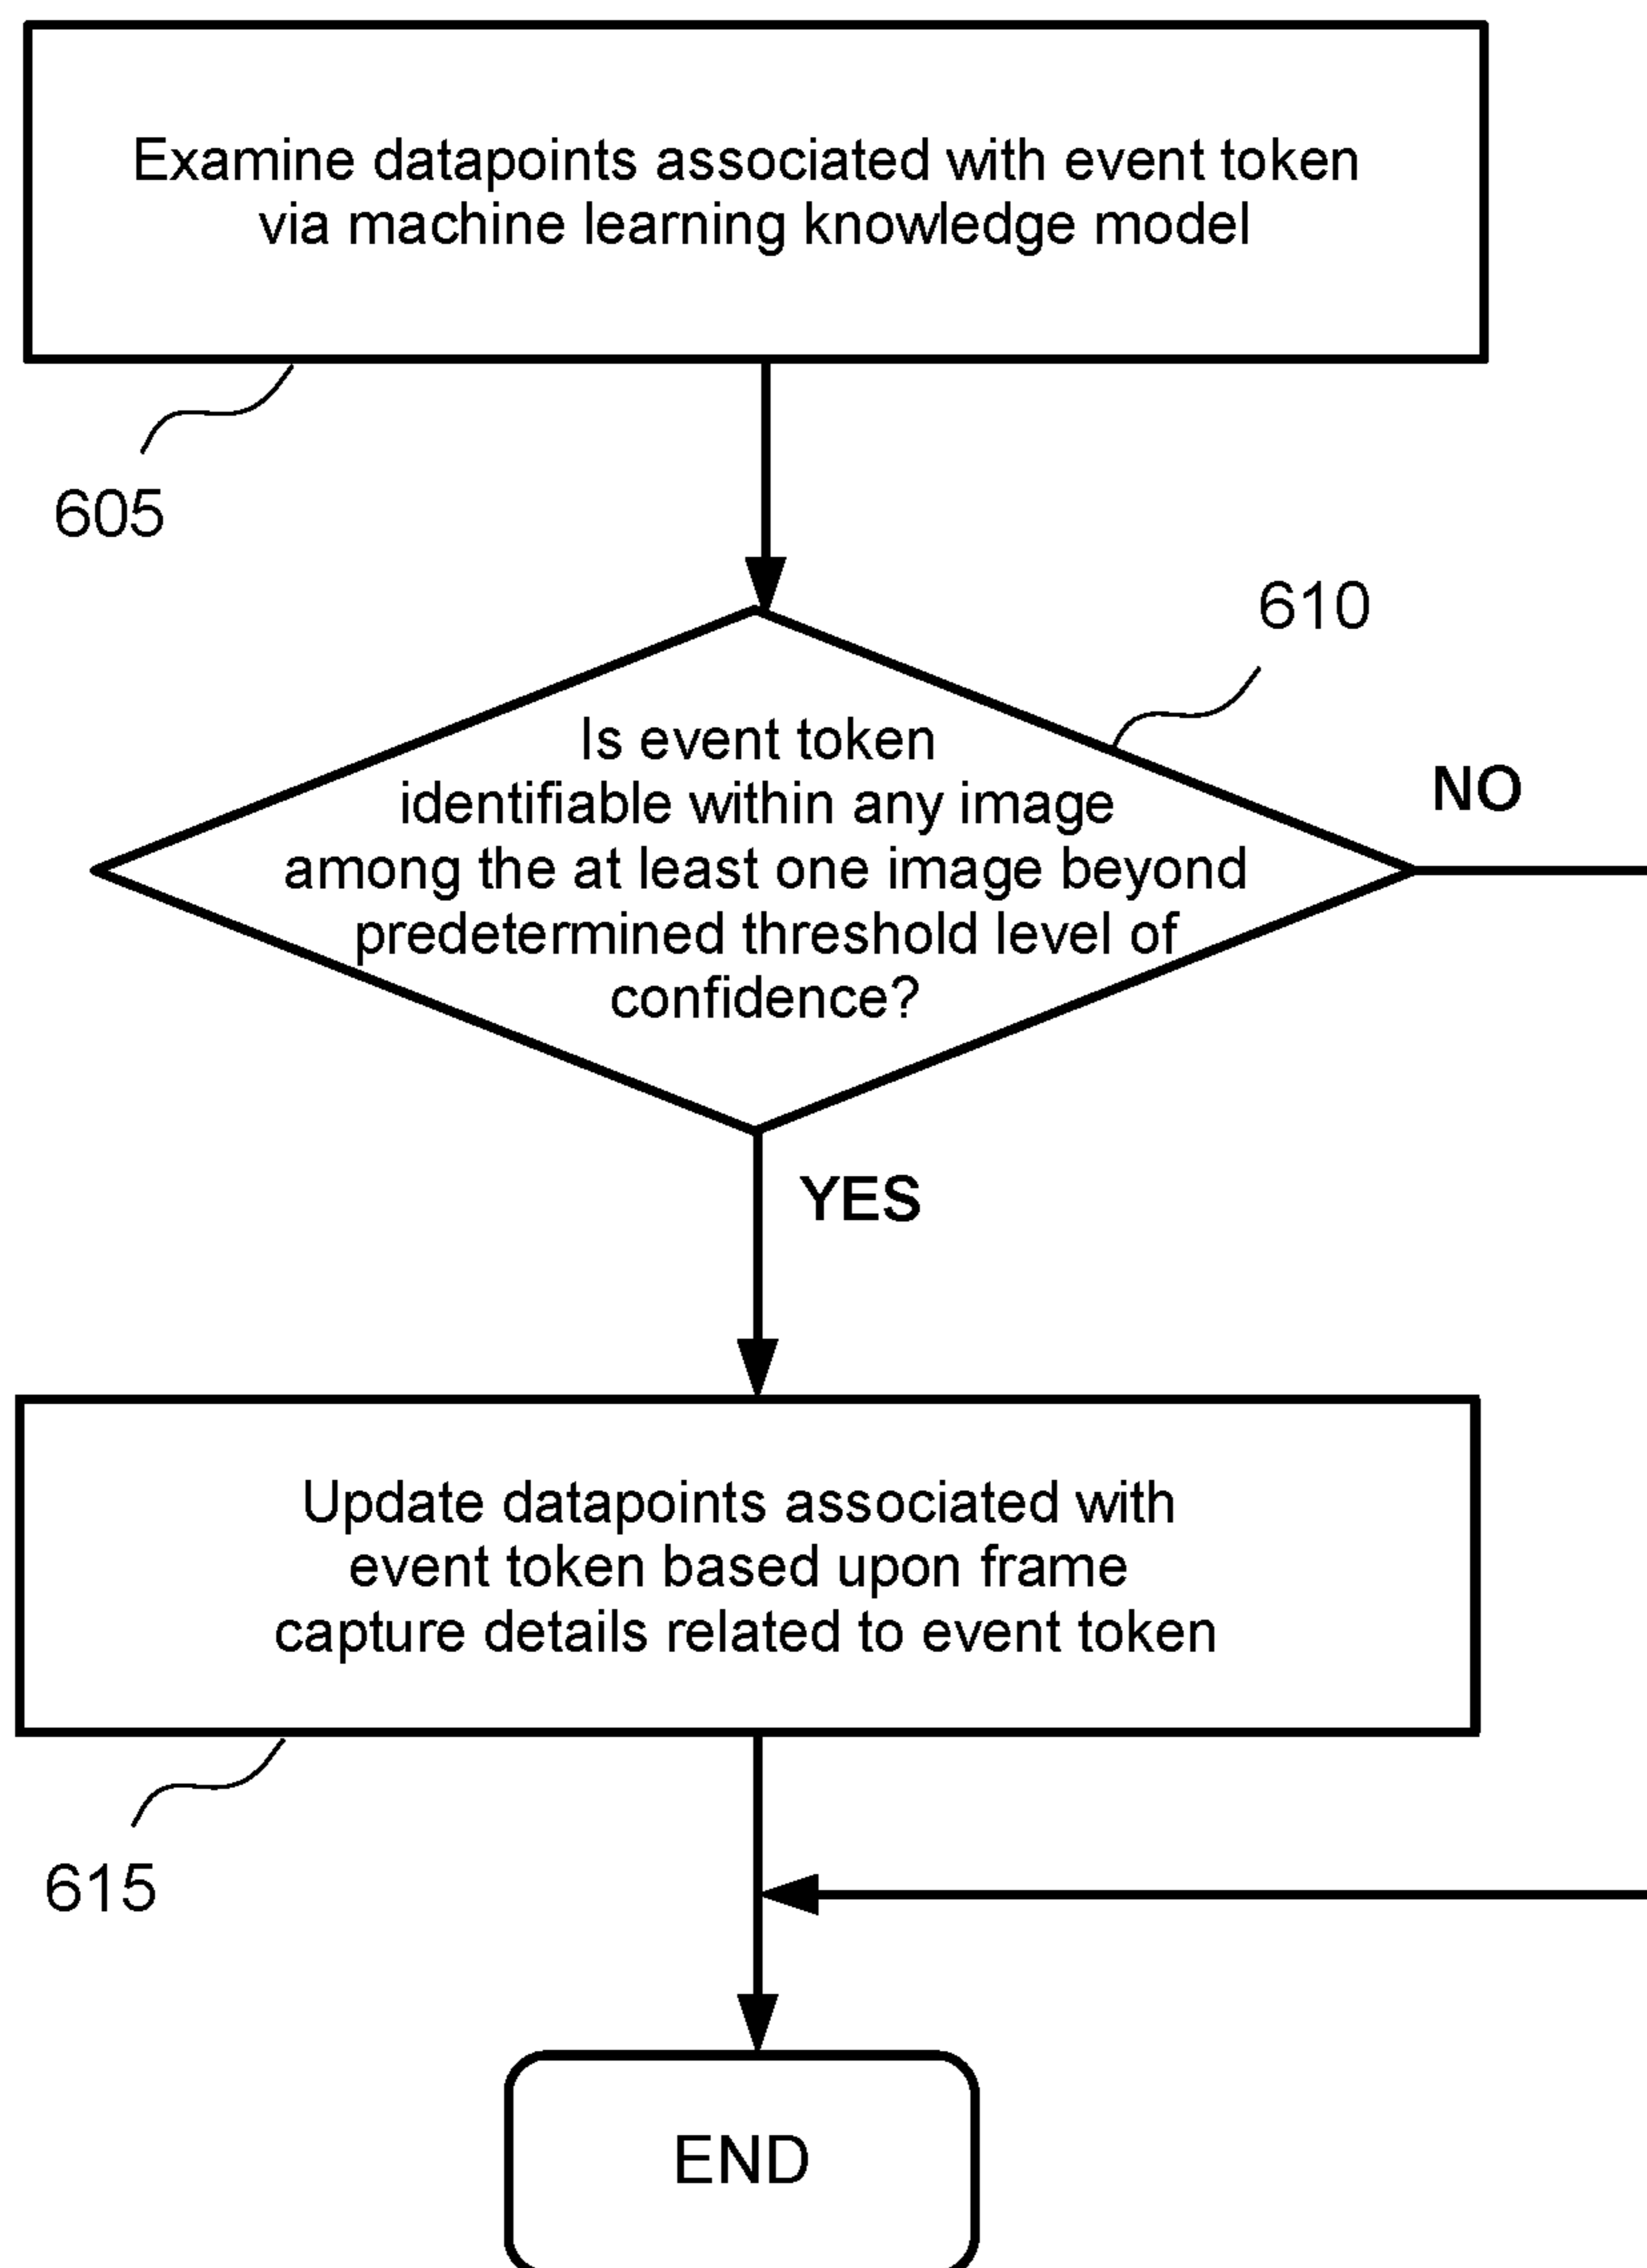 Examine datapoints associated with event token
via machine learning knowledge model
605
610
Is event token
identifiable within any image
among the at least one image beyond
predetermined threshold level of
confidence?
NO
YES
Update datapoints associated with
event token based upon frame
capture details related to event token
615
END